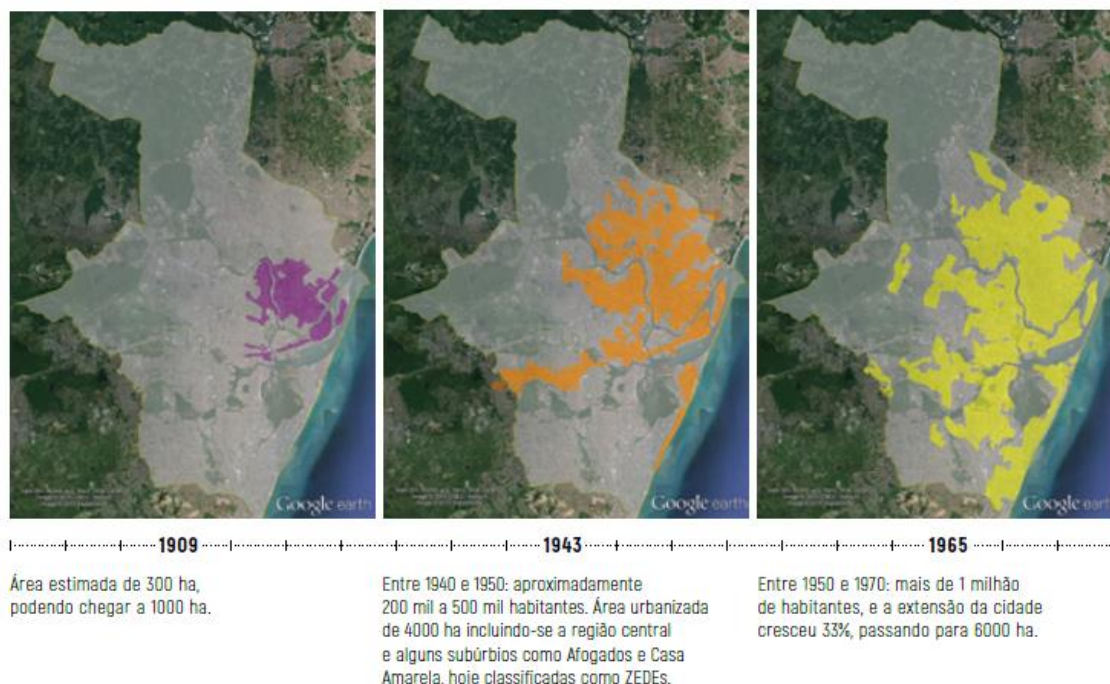 Google earth
Google earth
Google earth
1909
1943
1965
Área estimada de 300 ha,
podendo chegar a 1000 ha.
Entre 1940 e 1950: aproximadamente
200 mil a 500 mil habitantes. Área urbanizada
de 4000 ha incluindo-se a região central
e alguns subúrbios como Afogados e Casa
Amarela, hoje classificadas como ZEDEs.
Entre 1950 e 1970: mais de 1 milhão
de habitantes, e a extensão da cidade
cresceu 33%, passando para 6000 ha.